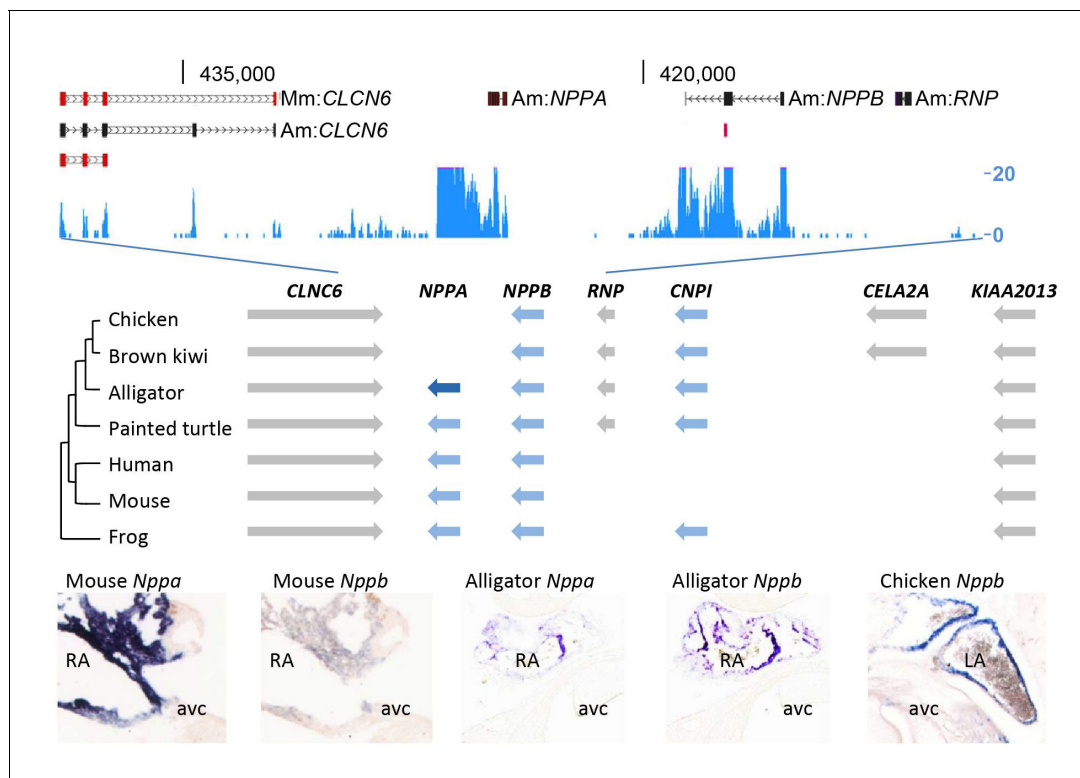 435,000
420,000
Mm:CLCN6
Am:NPPA
Am:NPPB
Am:RNP
Am:CLCN6
-20
-0
CLNC6 NPPA NPPB RNP CNPI CELA2A KIAA2013
Chicken
Brown kiwi
Alligator
Painted turtle
Human
Mouse
Frog
Mouse Nppa
Mouse Nppb
Alligator Nppa
Alligator Nppb
Chicken Nppb
RA
avc
RA
avc
RA
avc
RA
avc
LA
avc